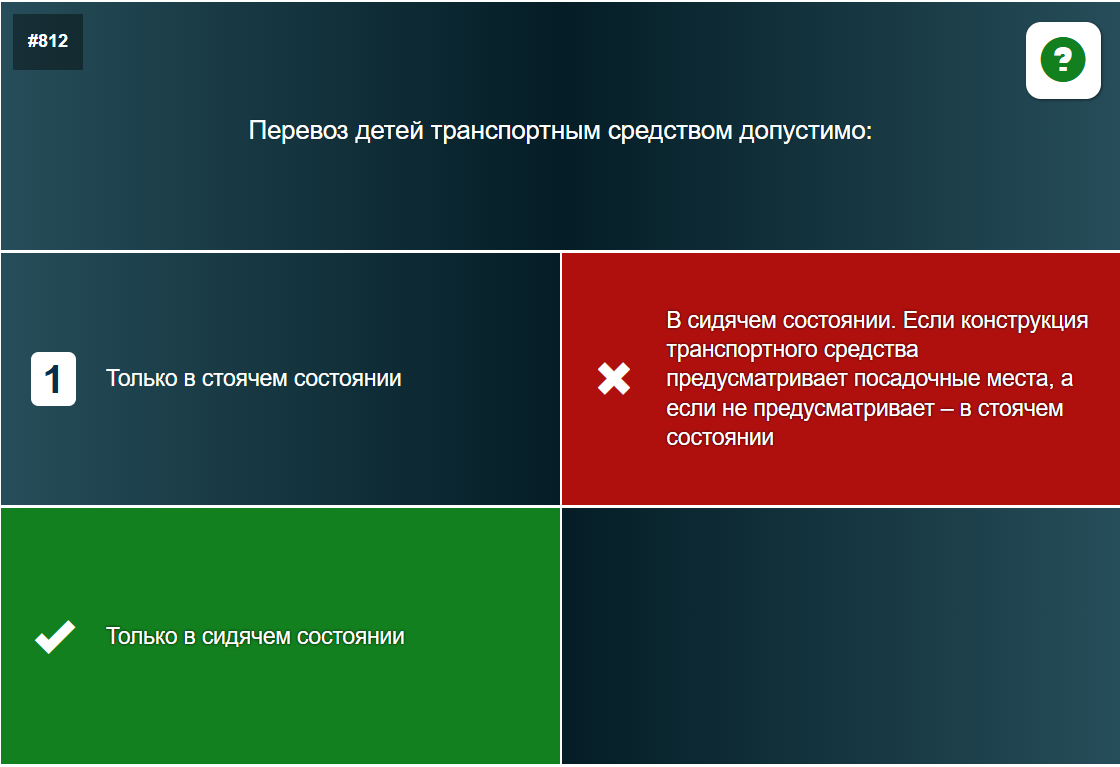 #812
?
Перевоз детей транспортным средством допустимо:
1
Только в стоячем состоянии
В сидячем состоянии. Если конструкция
транспортного средства
предусматривает посадочные места, а
если не предусматривает – в стоячем
состоянии
Только в сидячем состоянии